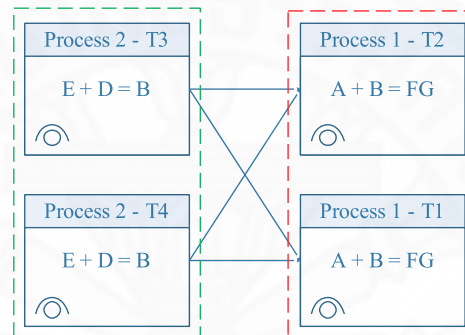 Process 2 - T3
E + D = B
Process 1 - T2
A + B = FG
Process 2 - T4
E + D = B
Process 1 - T1
A + B = FG